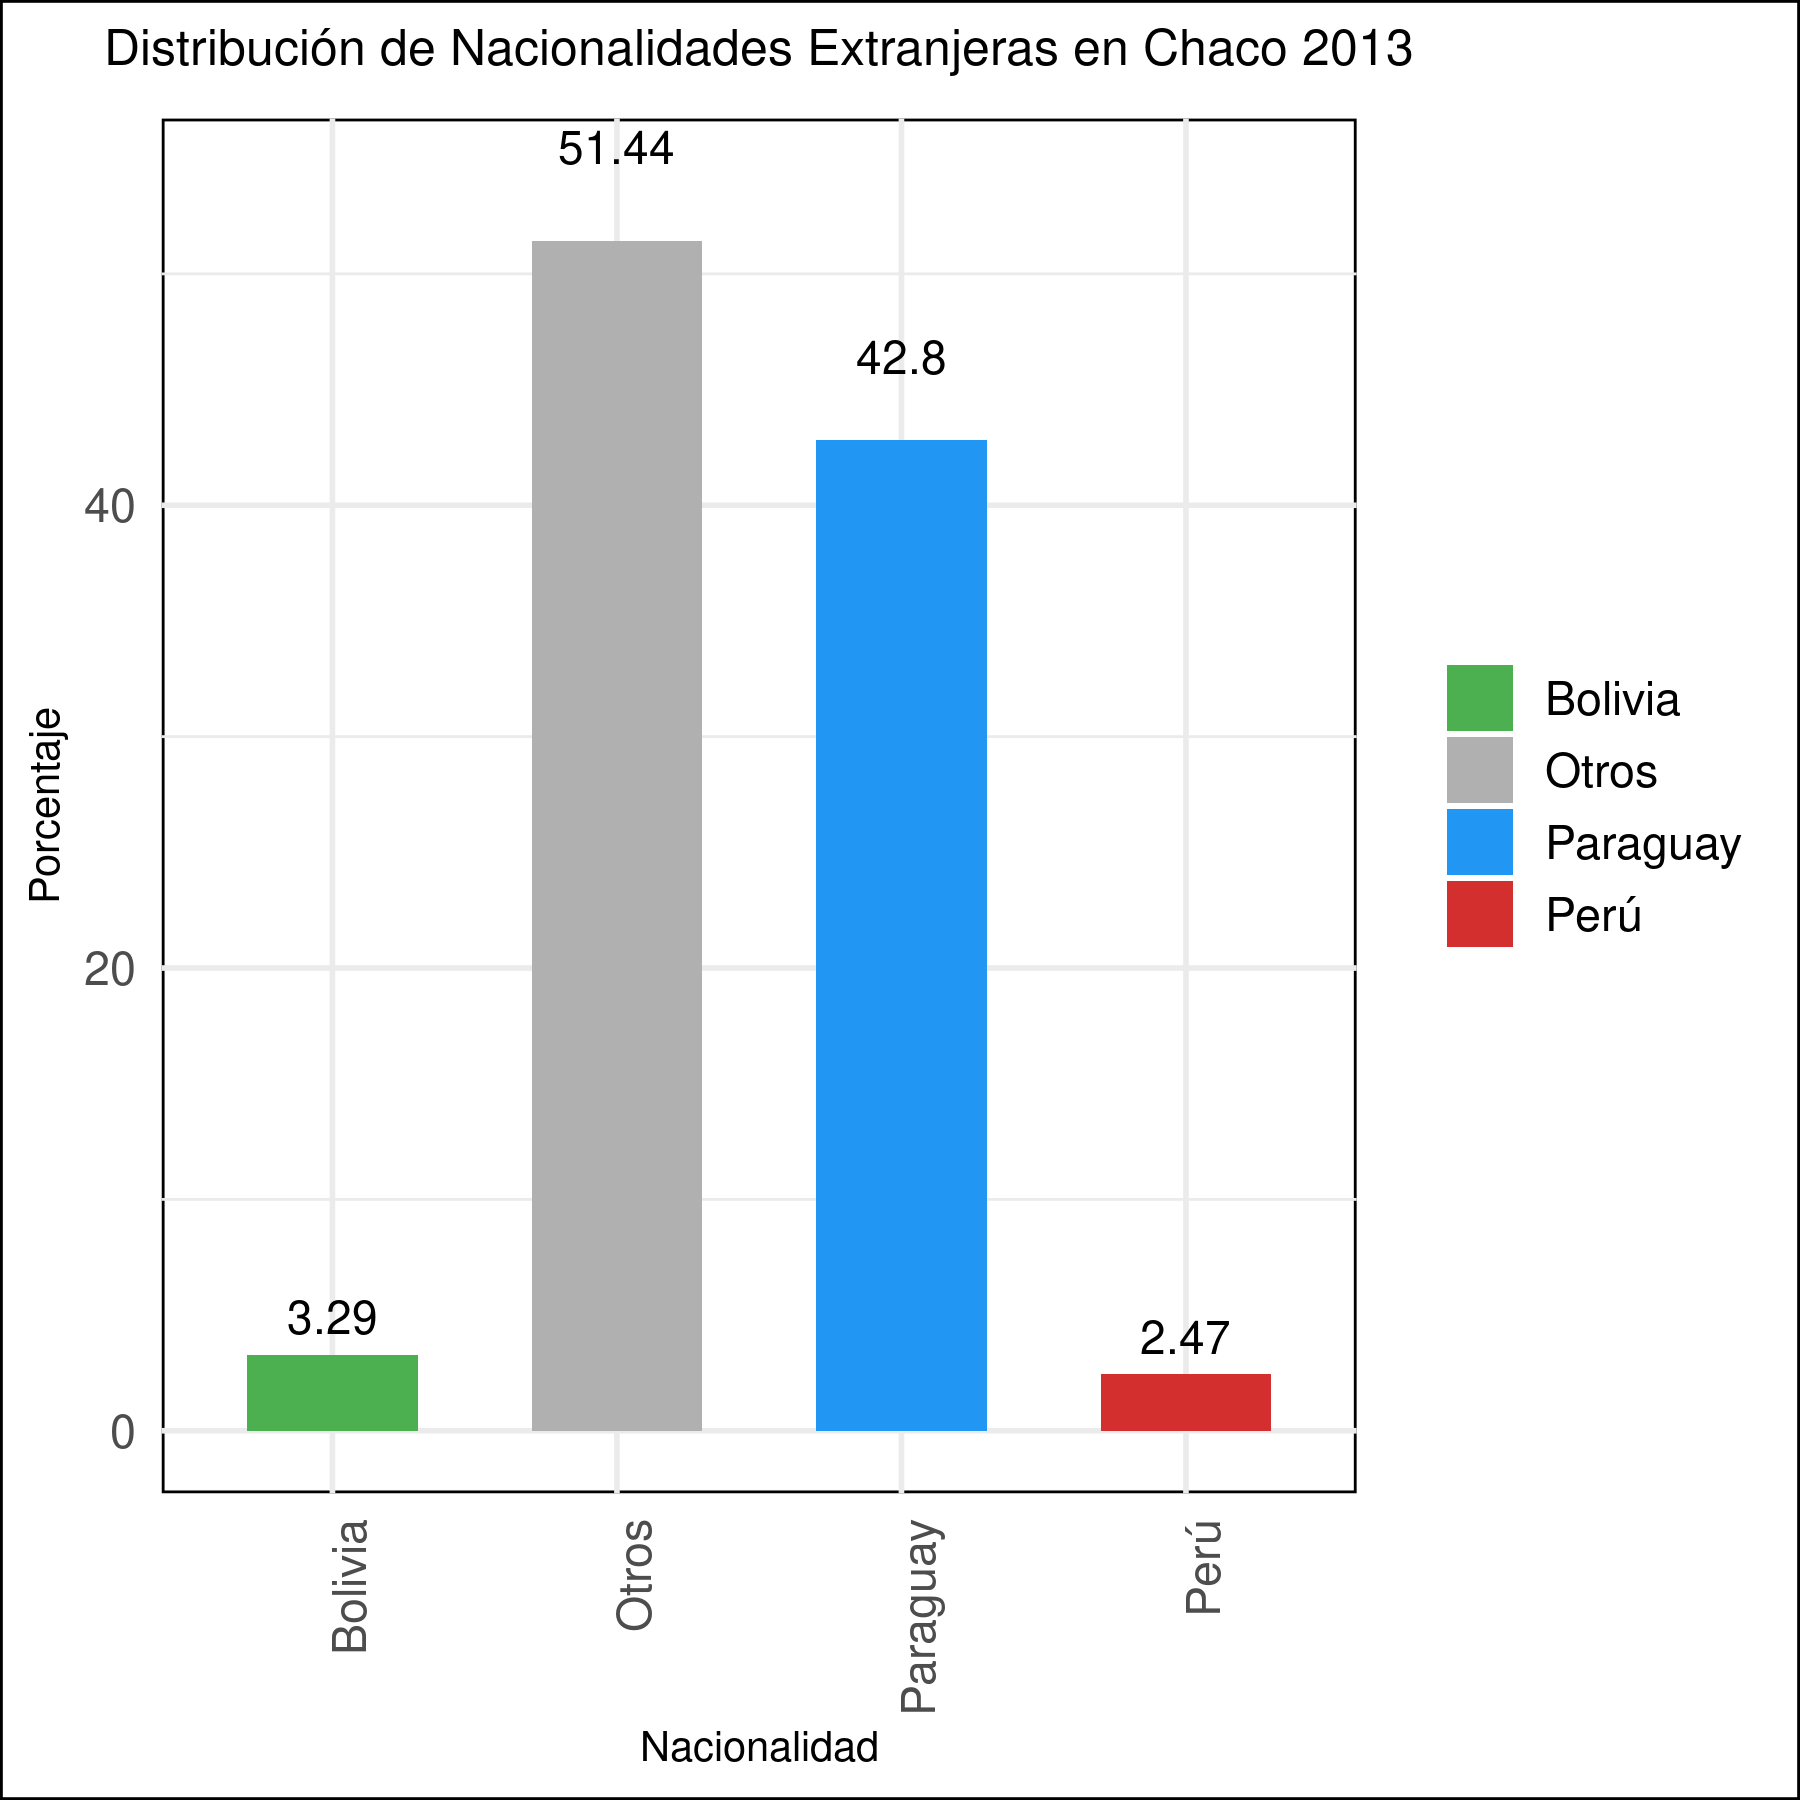 Distribución de Nacionalidades Extranjeras en Chaco 2013
Porcentaje
40
20
0
51.44
42.8
3.29
2.47
Bolivia
Otros
Paraguay
Perú
Nacionalidad
Bolivia
Otros
Paraguay
Perú